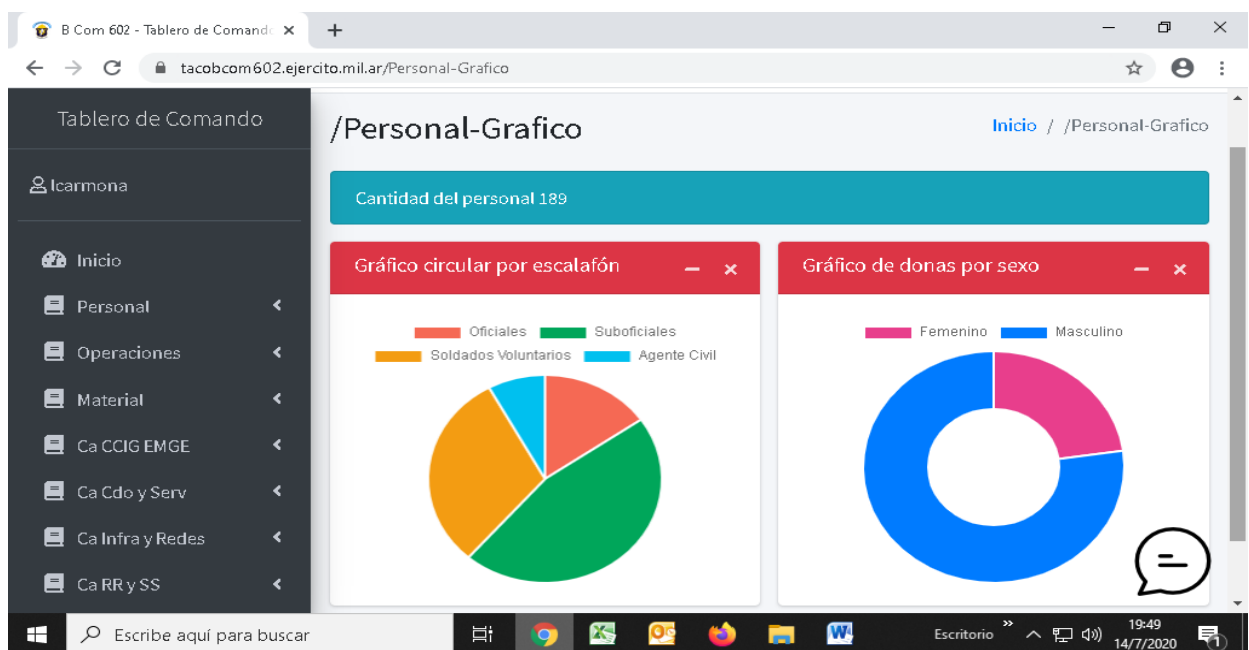 B Com 602 - Tablero de Comand
tacobcom602.ejercito.mil.ar/Personal-Grafico
Tablero de Comando
lcarmona
Inicio
Personal
Operaciones
Material
Ca CCIG EMGE
Ca Cdo y Serv
Ca Infra y Redes
Ca RR y SS
/Personal-Grafico
Inicio / /Personal-Grafico
Cantidad del personal 189
Gráfico circular por escalafón
Oficiales Suboficiales
Soldados Voluntarios Agente Civil
Gráfico de donas por sexo
Femenino Masculino
Escribe aquí para buscar
Escritorio
19:49
14/7/2020
1